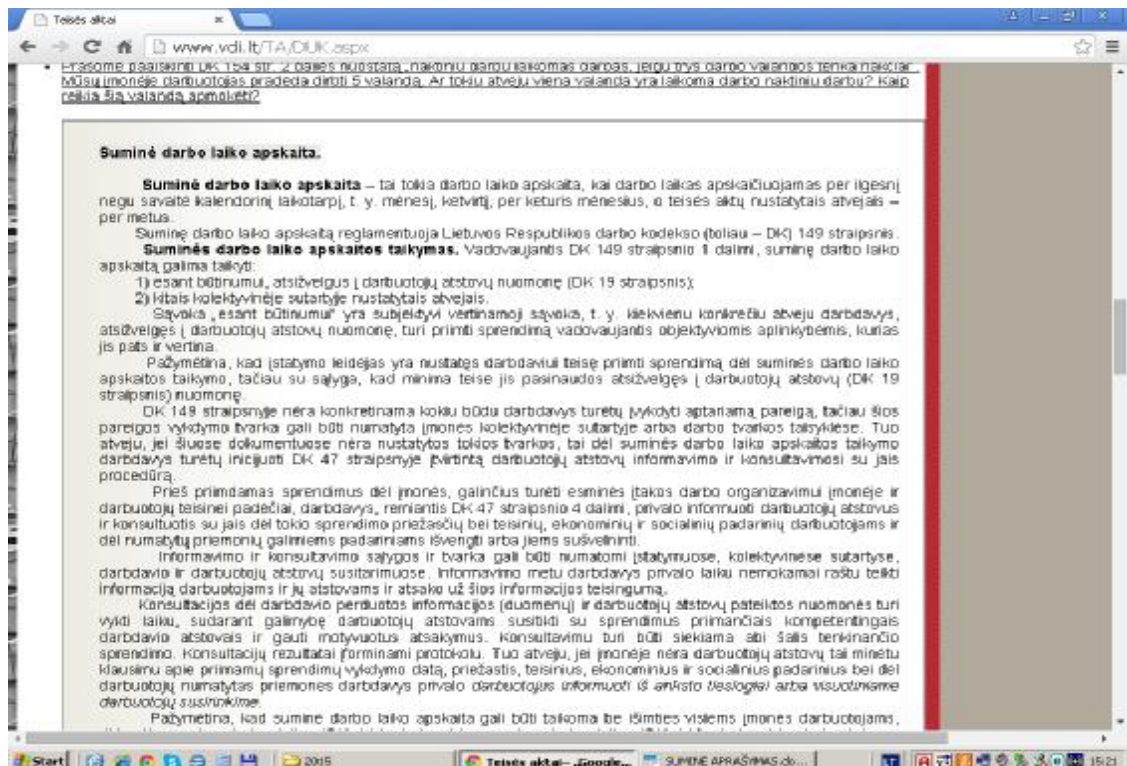 Teisės aktai
www.vdi.lt/TA/DUK.aspx
Prašome paaiškinti DK 154 str. 2 dalies nuostatą „naktiniu darbu laikomas darbas, jeigu trys darbo valandos tenka nakčiai“.
Mūsų įmonėje darbuotojas pradeda dirbti 5 valandą. Ar tokiu atveju viena valanda yra laikoma darbo naktiniu darbu? Kaip
reikia šią valandą apmokėti?
Suminė darbo laiko apskaita.
Suminė darbo laiko apskaita – tai tokia darbo laiko apskaita, kai darbo laikas apskaičiuojamas per ilgesnį
negu savaitė kalendorinį laikotarpį, t. y. mėnesį, ketvirtį, per keturis mėnesius, o teisės aktų nustatytais atvejais –
per metus.
Suminę darbo laiko apskaitą reglamentuoja Lietuvos Respublikos darbo kodekso (toliau – DK) 149 straipsnis.
Suminės darbo laiko apskaitos taikymas. Vadovaujantis DK 149 straipsnio 1 dalimi, suminę darbo laiko
apskaitą galima taikyti:
1) esant būtinumui, atsižvelgus į darbuotojų atstovų nuomonę (DK 19 straipsnis);
2) kitais kolektyvinėje sutartyje nustatytais atvejais.
Sąvoka „esant būtinumui“ yra subjektyvi vertinamoji sąvoka, t. y. kiekvienu konkrečiu atveju darbdavys,
atsižvelgęs į darbuotojų atstovų nuomonę, turi priimti sprendimą vadovaujantis objektyviomis aplinkybėmis, kurias
jis pats ir vertina.
Pažymėtina, kad įstatymo leidėjas yra nustatęs darbdaviui teisę priimti sprendimą dėl suminės darbo laiko
apskaitos taikymo, tačiau su sąlyga, kad minima teise jis pasinaudos atsižvelgęs į darbuotojų atstovų (DK 19
straipsnis) nuomonę.
DK 149 straipsnyje nėra konkretinama kokiu būdu darbdavys turėtų įvykdyti aptariamą pareigą, tačiau šios
pareigos vykdymo tvarka gali būti numatyta įmonės kolektyvinėje sutartyje arba darbo tvarkos taisyklėse. Tuo
atveju, jei šiuose dokumentuose nėra nustatytos tokios tvarkos, tai dėl suminės darbo laiko apskaitos taikymo
darbdavys turėtų inicijuoti DK 47 straipsnyje įtvirtintą darbuotojų atstovų informavimo ir konsultavimosi su jais
procedūrą.
Prieš priimdamas sprendimus dėl įmonės, galinčius turėti esminės įtakos darbo organizavimui įmonėje ir
darbuotojų teisinei padėčiai, darbdavys, remiantis DK 47 straipsnio 4 dalimi, privalo informuoti darbuotojų atstovus
ir konsultuotis su jais dėl tokio sprendimo priežasčių bei teisinių, ekonominių ir socialinių padarinių darbuotojams ir
dėl numatytų priemonių galimiems padariniams išvengti arba jiems sušvelninti.
Informavimo ir konsultavimo sąlygos ir tvarka gali būti numatomi įstatymuose, kolektyvinėse sutartyse,
darbdavio ir darbuotojų atstovų susitarimuose. Informavimo metu darbdavys privalo laiku nemokamai raštu teikti
informaciją darbuotojams ir jų atstovams ir atsako už šios informacijos teisingumą.
Konsultacijos dėl darbdavio perduotos informacijos (duomenų) ir darbuotojų atstovų pateiktos nuomonės turi
vykti laiku, sudarant galimybę darbuotojų atstovams susitikti su sprendimus priimančiais kompetentingais
darbdavio atstovais ir gauti motyvuotus atsakymus. Konsultavimu turi būti siekiama abi šalis tenkinančio
sprendimo. Konsultacijų rezultatai įforminami protokolu. Tuo atveju, jei įmonėje nėra darbuotojų atstovų tai minėtu
klausimu apie priimamų sprendimų vykdymo datą, priežastis, teisinius, ekonominius ir socialinius padarinius bei dėl
darbuotojų numatytas priemones darbdavys privalo darbuotojus informuoti iš anksto tiesiogiai arba visuotiniame
darbuotojų susirinkime.
Pažymėtina, kad suminė darbo laiko apskaita gali būti taikoma be išimties visiems įmonės darbuotojams,
Start
2015
Teisės aktai – Google...
SUMINĖ APRAŠYMAS.do...
15:21